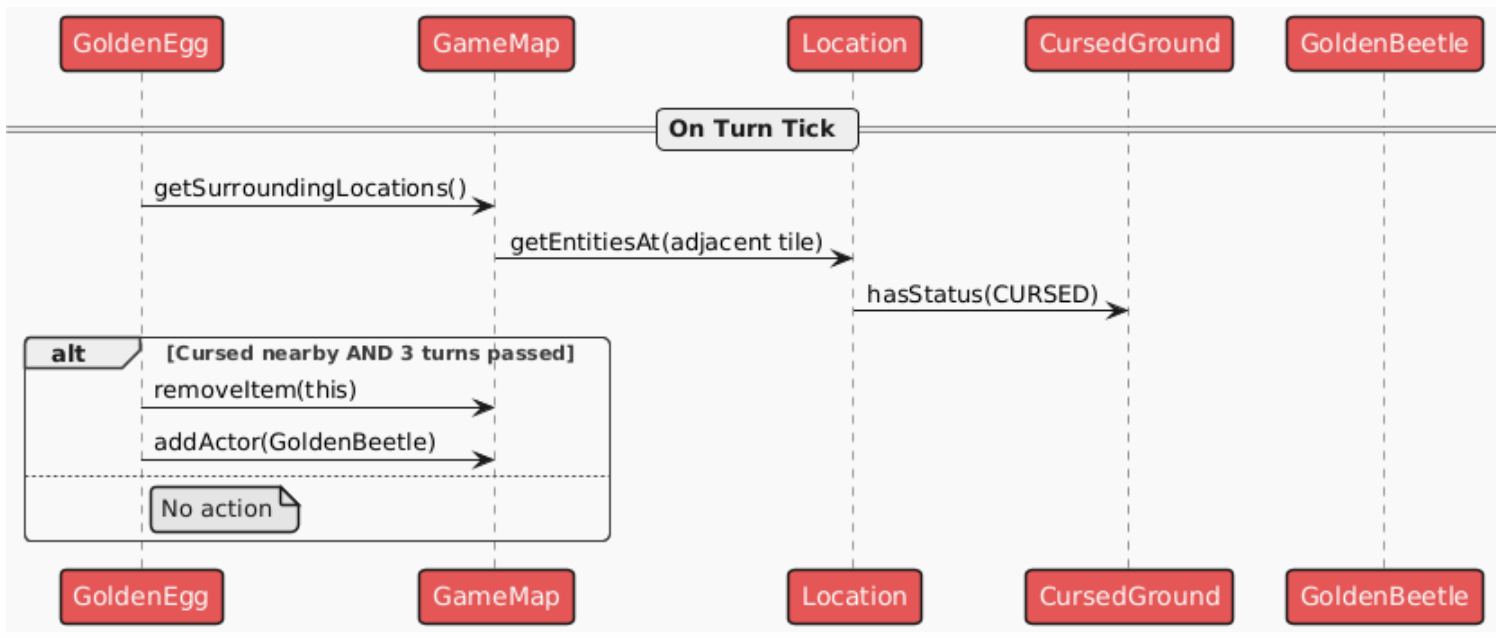 GoldenEgg
GameMap
Location
CursedGround
GoldenBeetle
On Turn Tick
getSurroundingLocations()
getEntitiesAt(adjacent tile)
hasStatus(CURSED)
alt
[Cursed nearby AND 3 turns passed]
removeItem(this)
addActor(GoldenBeetle)
No action
GoldenEgg
GameMap
Location
CursedGround
GoldenBeetle